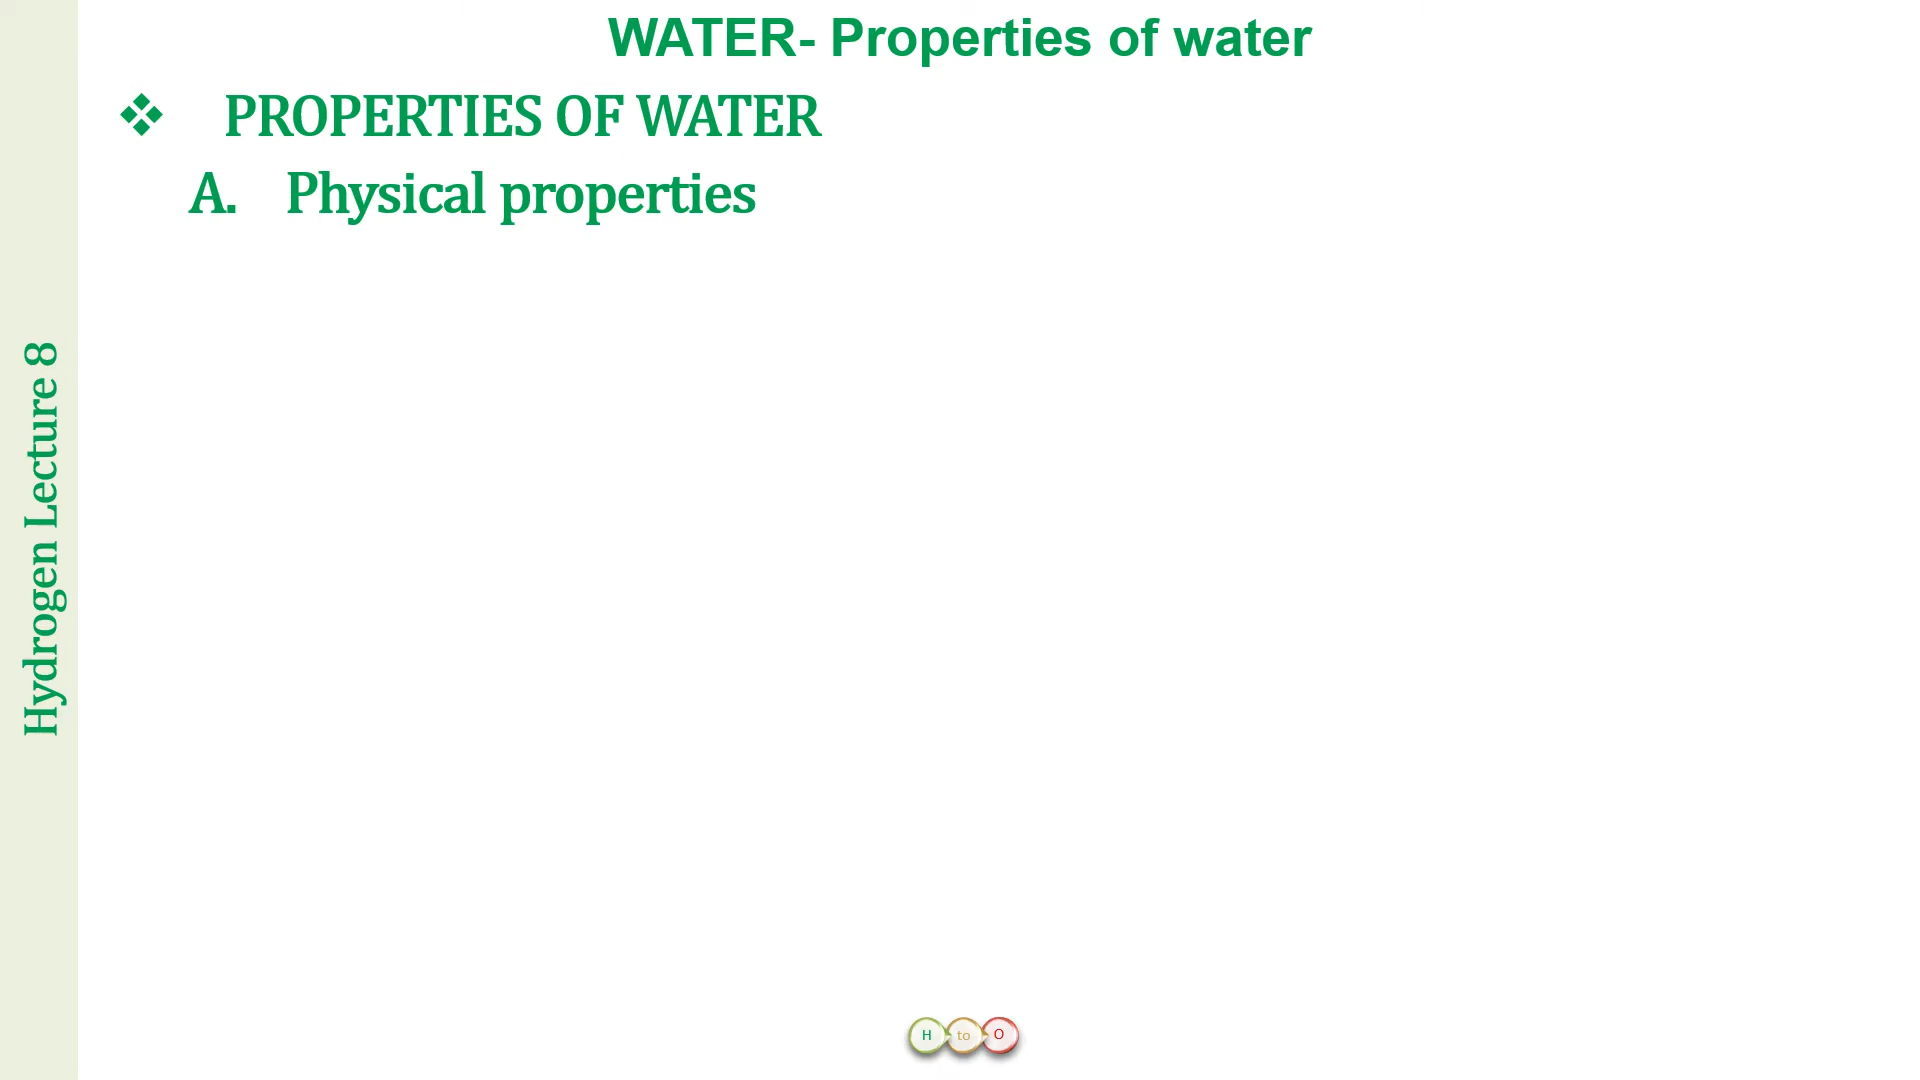 WATER- Properties of water
❖ PROPERTIES OF WATER
A. Physical properties
Hydrogen Lecture 8
H to O